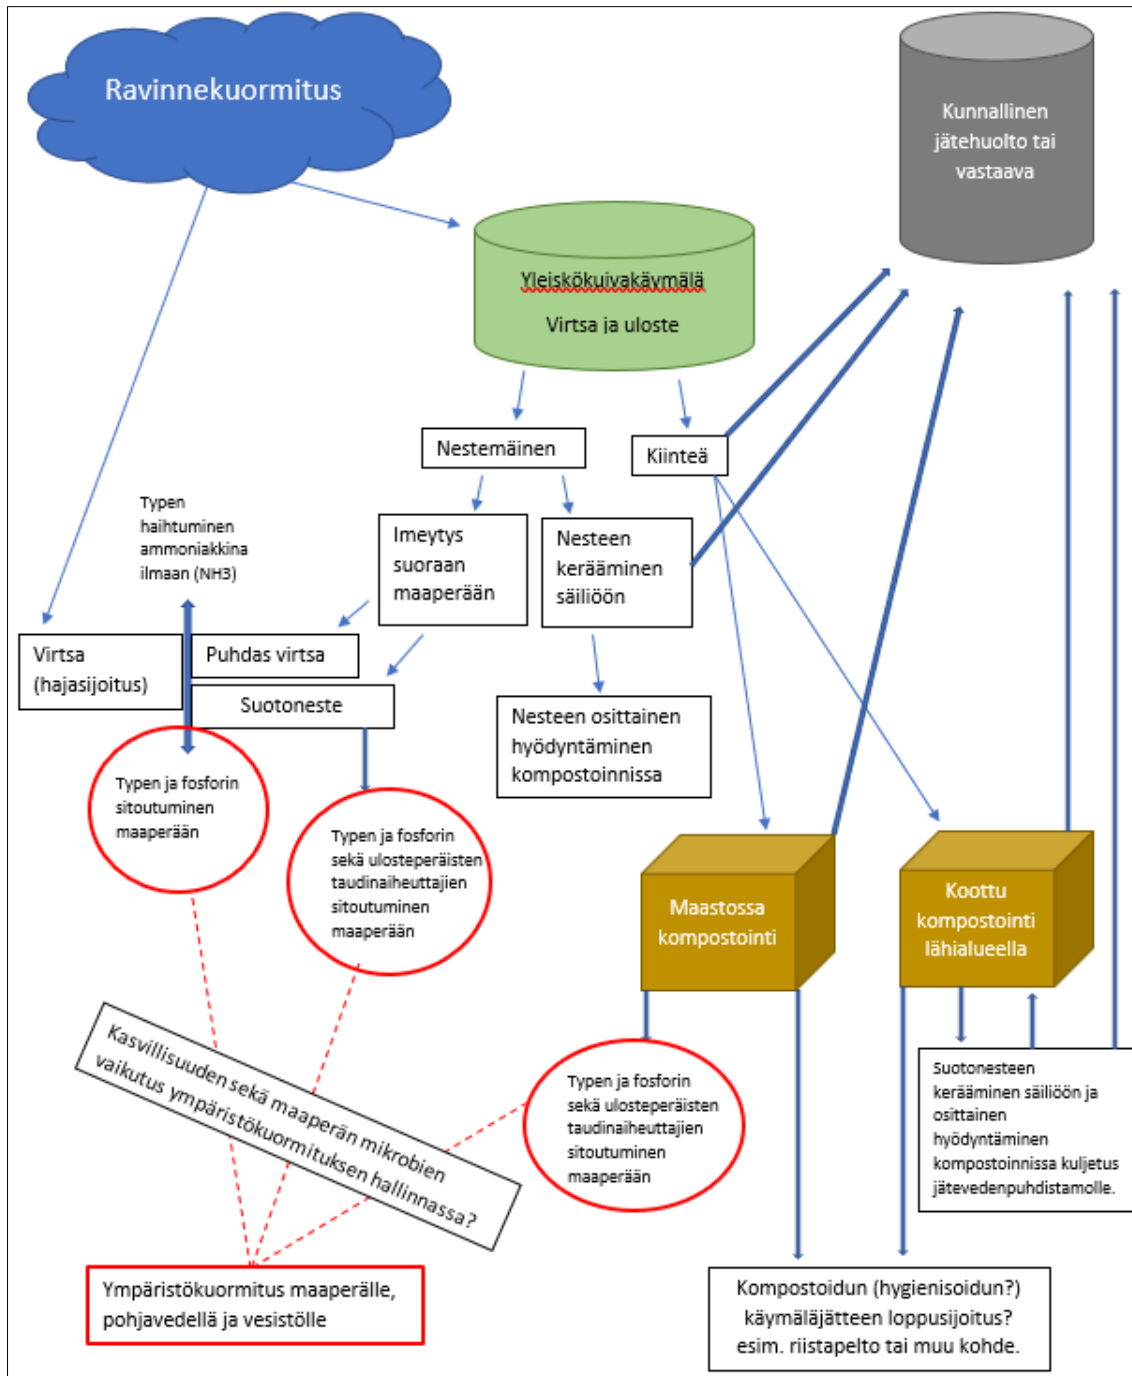 Ravinnekuormitus
Kunnallinen
jätehuolto tai
vastaava
Yleiskökuivakäymälä
Virtsa ja uloste
Nestemäinen
Kiinteä
Typen
haihtuminen
ammoniakkina
ilmaan (NH3)
Imeytys
suoraan
maaperään
Nesteen
kerääminen
säiliöön
Virtsa
(hajasijoitus)
Puhdas virtsa
Suotoneste
Nesteen osittainen
hyödyntäminen
kompostoinnissa
Typen ja fosforin
sitoutuminen
maaperään
Typen ja fosforin
sekä ulosteperäisten
taudinaiheuttajien
sitoutuminen
maaperään
Maastossa
kompostointi
Koottu
kompostointi
lähialueella
Kasvillisuuden sekä maaperän mikrobien
vaikutus ympäristökuormituksen hallinnassa?
Typen ja fosforin
sekä ulosteperäisten
taudinaiheuttajien
sitoutuminen
maaperään
Suotonesteen
kerääminen säiliöön ja
osittainen
hyödyntäminen
kompostoinnissa kuljetus
jätevedenpuhdistamolle.
Ympäristökuormitus maaperälle,
pohjavedellä ja vesistölle
Kompostoidun (hygienisoidun?)
käymäläjätteen loppusijoitus?
esim. riistapelto tai muu kohde.